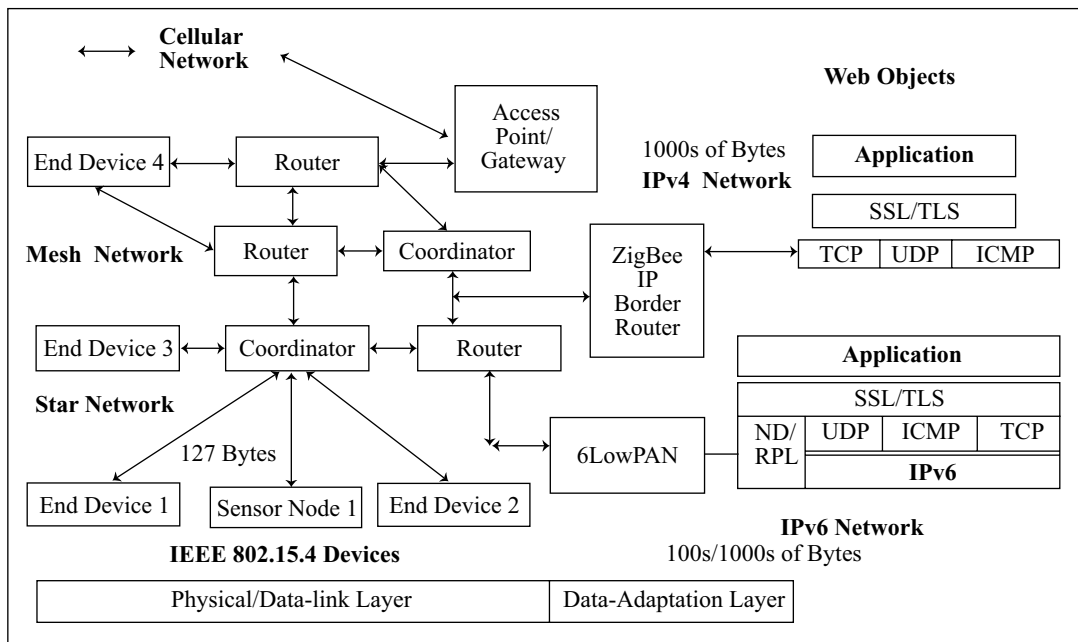 Cellular
Network
Web Objects
Access
Point/
Gateway
1000s of Bytes
IPv4 Network
Application
End Device 4
Router
SSL/TLS
Mesh Network
Router
Coordinator
ZigBee
IP
Border
Router
TCP
UDP
ICMP
End Device 3
Coordinator
Router
Application
Star Network
SSL/TLS
127 Bytes
6LowPAN
ND/
RPL
UDP
ICMP
TCP
IPv6
End Device 1
Sensor Node 1
End Device 2
IPv6 Network
100s/1000s of Bytes
IEEE 802.15.4 Devices
Physical/Data-link Layer
Data-Adaptation Layer